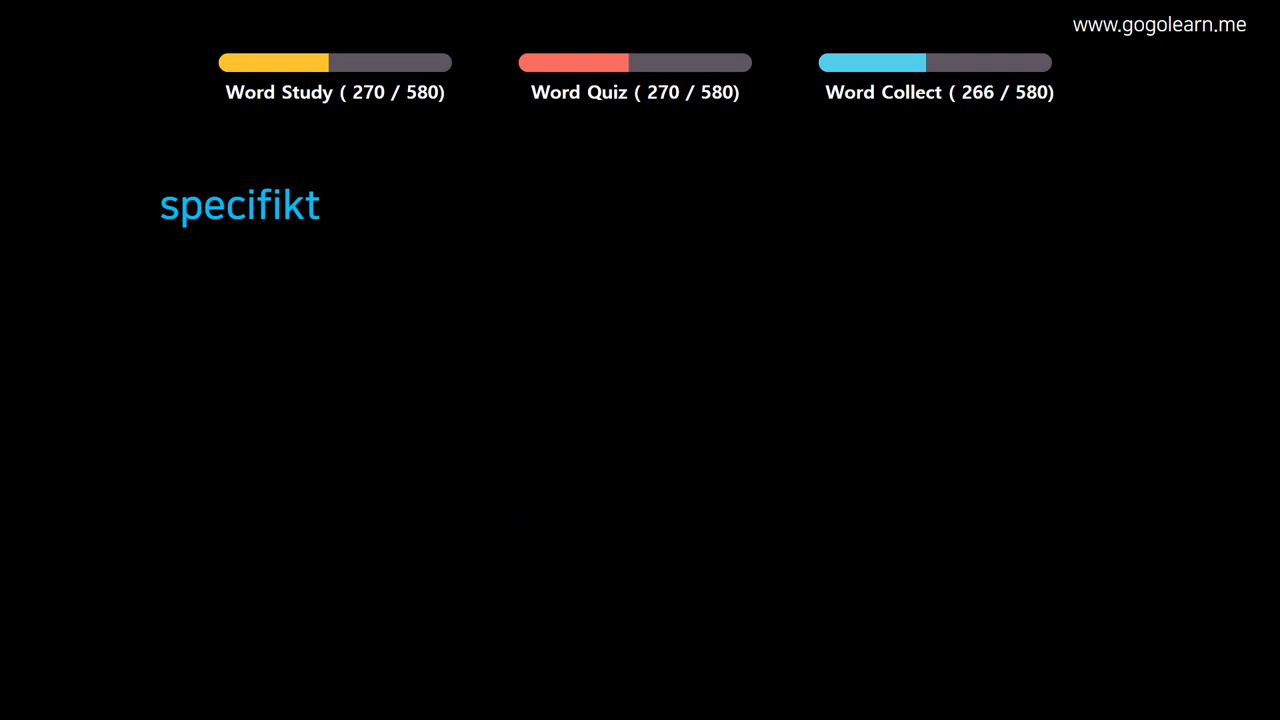 www.gogolearn.me
Word Study ( 270 / 580)
Word Quiz ( 270 / 580)
Word Collect ( 266 / 580)
specifikt